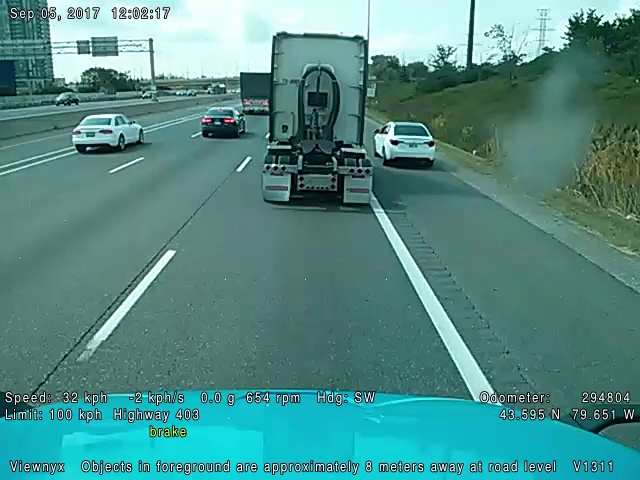 Sep 05, 2017  12:02:17
Speed:  32 kph   -2 kph/s   0.0 g  654 rpm   Hdg: SW   Odometer:   294804
Limit: 100 kph  Highway 403   43.595 N  79.651 W
brake
Viewnyx   Objects in foreground are approximately 8 meters away at road level   V1311